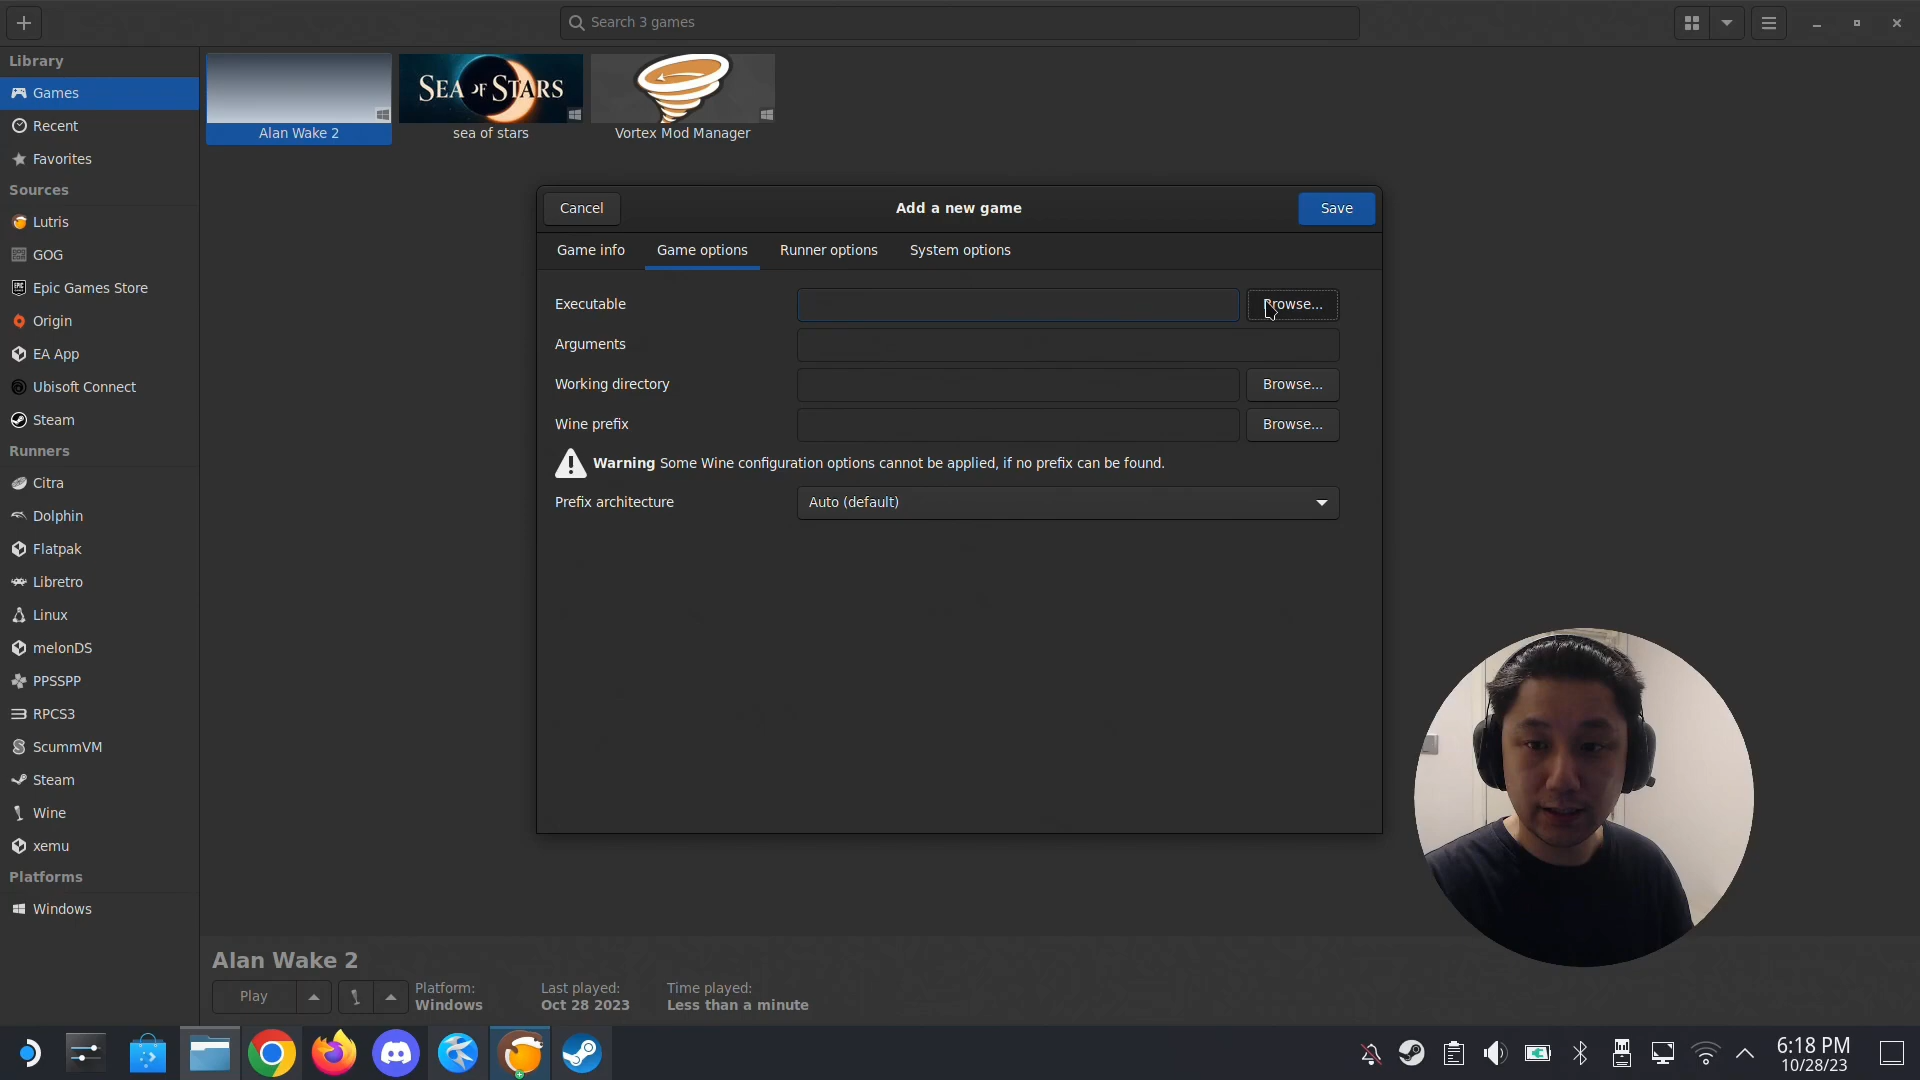 Search 3 games
Library
Games
Recent
Favorites
Sources
Lutris
GOG
Epic Games Store
Origin
EA App
Ubisoft Connect
Steam
Runners
Citra
Dolphin
Flatpak
Libretro
Linux
melonDS
PPSSPP
RPCS3
ScummVM
Steam
Wine
xemu
Platforms
Windows
SEA OF STARS
Alan Wake 2
sea of stars
Vortex Mod Manager
Cancel
Add a new game
Save
Game info
Game options
Runner options
System options
Executable
Browse...
Arguments
Working directory
Browse...
Wine prefix
Browse...
Warning Some Wine configuration options cannot be applied, if no prefix can be found.
Prefix architecture
Auto (default)
Alan Wake 2
Play
Platform:
Windows
Last played:
Oct 28 2023
Time played:
Less than a minute
6:18 PM
10/28/23